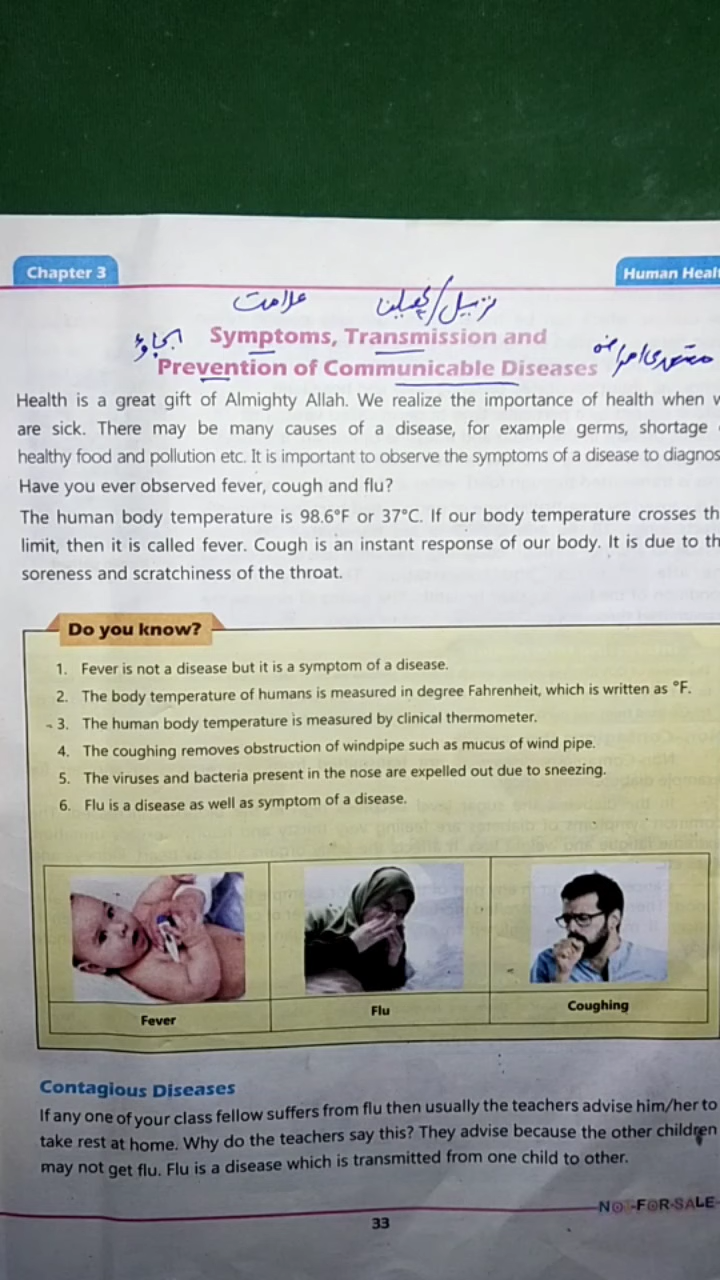 Chapter 3
Human Healt
علامت
ترسیل/پھیلنا
بچاؤ
Symptoms, Transmission and
متعدی امراض
Prevention of Communicable Diseases
Health is a great gift of Almighty Allah. We realize the importance of health when w
are sick. There may be many causes of a disease, for example germs, shortage
healthy food and pollution etc. It is important to observe the symptoms of a disease to diagnos
Have you ever observed fever, cough and flu?
The human body temperature is 98.6°F or 37°C. If our body temperature crosses th
limit, then it is called fever. Cough is an instant response of our body. It is due to th
soreness and scratchiness of the throat.
Do you know?
1. Fever is not a disease but it is a symptom of a disease.
2. The body temperature of humans is measured in degree Fahrenheit, which is written as °F.
3. The human body temperature is measured by clinical thermometer.
4. The coughing removes obstruction of windpipe such as mucus of wind pipe.
5. The viruses and bacteria present in the nose are expelled out due to sneezing.
6. Flu is a disease as well as symptom of a disease.
Fever
Flu
Coughing
Contagious Diseases
If any one of your class fellow suffers from flu then usually the teachers advise him/her to
take rest at home. Why do the teachers say this? They advise because the other children
may not get flu. Flu is a disease which is transmitted from one child to other.
NOT-FOR-SALE
33